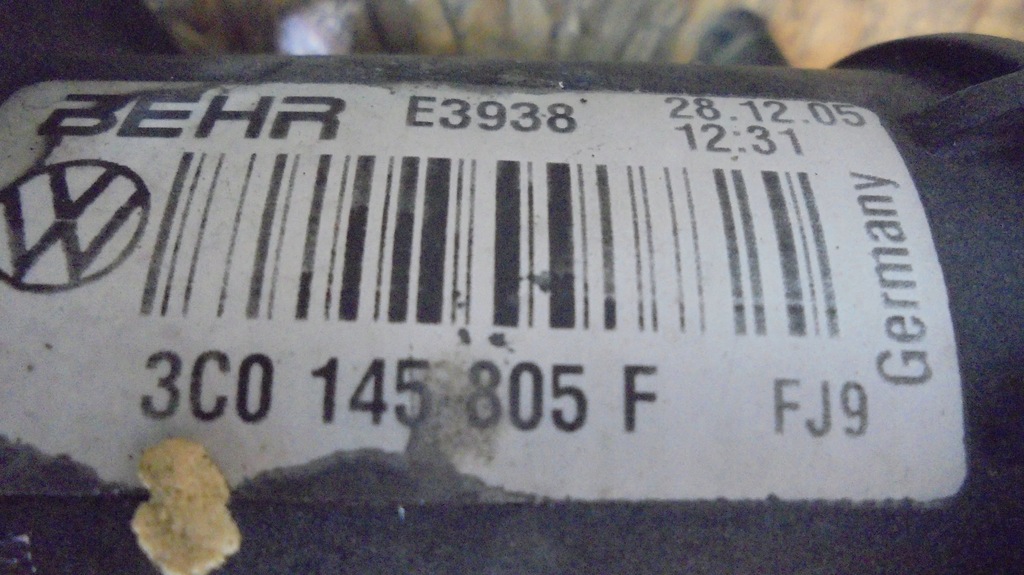 BEHR E3938 28.12.05
12:31
3C0 145 805 F FJ9
Germany